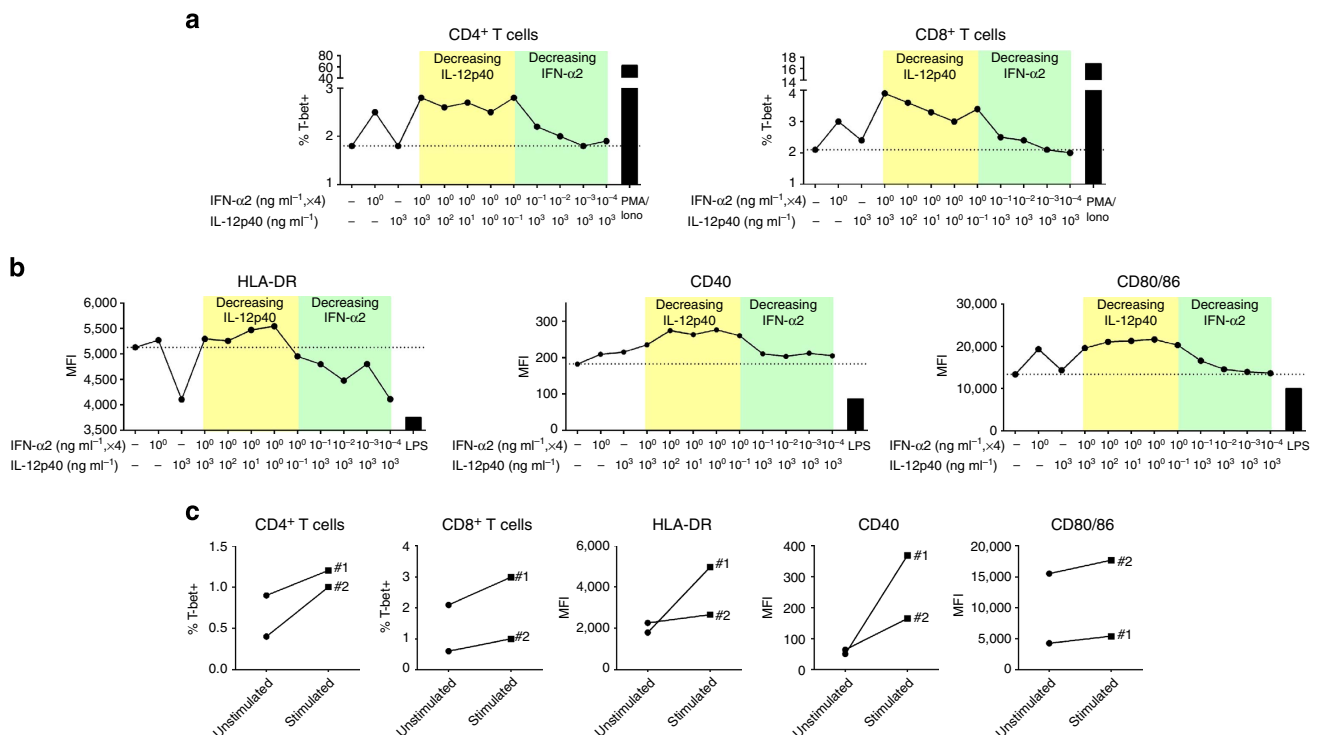 a
CD4⁺ T cells
80
60
40
3
2
1
% T-bet+
Decreasing
IL-12p40
Decreasing
IFN-α2
IFN-α2 (ng ml⁻¹,×4) – 10⁰ – 10⁰ 10⁰ 10⁰ 10⁰ 10⁰ 10⁻¹ 10⁻² 10⁻³ 10⁻⁴ PMA/
IL-12p40 (ng ml⁻¹) – – 10³ 10³ 10² 10¹ 10⁰ 10⁻¹ 10³ 10³ 10³ 10³ Iono
CD8⁺ T cells
18
16
14
4
3
2
1
% T-bet+
Decreasing
IL-12p40
Decreasing
IFN-α2
IFN-α2 (ng ml⁻¹,×4) – 10⁰ – 10⁰ 10⁰ 10⁰ 10⁰ 10⁰ 10⁻¹ 10⁻² 10⁻³ 10⁻⁴ PMA/
IL-12p40 (ng ml⁻¹) – – 10³ 10³ 10² 10¹ 10⁰ 10⁻¹ 10³ 10³ 10³ 10³ Iono
b
HLA-DR
6,000
5,500
5,000
4,500
4,000
3,500
MFI
Decreasing
IL-12p40
Decreasing
IFN-α2
IFN-α2 (ng ml⁻¹,×4) – 10⁰ – 10⁰ 10⁰ 10⁰ 10⁰ 10⁰ 10⁻¹ 10⁻² 10⁻³ 10⁻⁴ LPS
IL-12p40 (ng ml⁻¹) – – 10³ 10³ 10² 10¹ 10⁰ 10⁻¹ 10³ 10³ 10³ 10³
CD40
300
200
100
0
MFI
Decreasing
IL-12p40
Decreasing
IFN-α2
IFN-α2 (ng ml⁻¹,×4) – 10⁰ – 10⁰ 10⁰ 10⁰ 10⁰ 10⁰ 10⁻¹ 10⁻² 10⁻³ 10⁻⁴ LPS
IL-12p40 (ng ml⁻¹) – – 10³ 10³ 10² 10¹ 10⁰ 10⁻¹ 10³ 10³ 10³ 10³
CD80/86
30,000
20,000
10,000
0
MFI
Decreasing
IL-12p40
Decreasing
IFN-α2
IFN-α2 (ng ml⁻¹,×4) – 10⁰ – 10⁰ 10⁰ 10⁰ 10⁰ 10⁰ 10⁻¹ 10⁻² 10⁻³ 10⁻⁴ LPS
IL-12p40 (ng ml⁻¹) – – 10³ 10³ 10² 10¹ 10⁰ 10⁻¹ 10³ 10³ 10³ 10³
c
CD4⁺ T cells
1.5
1.0
0.5
0.0
% T-bet+
#1
#2
Unstimulated
Stimulated
CD8⁺ T cells
4
3
2
1
0
% T-bet+
#1
#2
Unstimulated
Stimulated
HLA-DR
6,000
4,000
2,000
0
MFI
#1
#2
Unstimulated
Stimulated
CD40
400
300
200
100
0
MFI
#1
#2
Unstimulated
Stimulated
CD80/86
20,000
15,000
10,000
5,000
0
MFI
#2
#1
Unstimulated
Stimulated